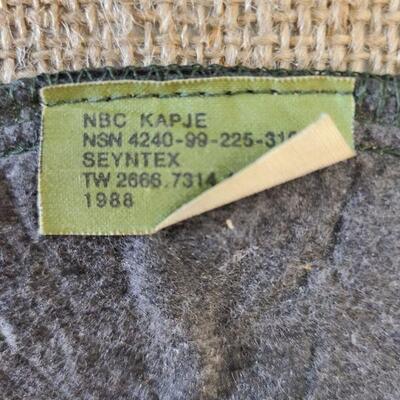 NBC KAPJE
NSN 4240-99-225-31
SEYNTEX
TW 2666.7314
1988